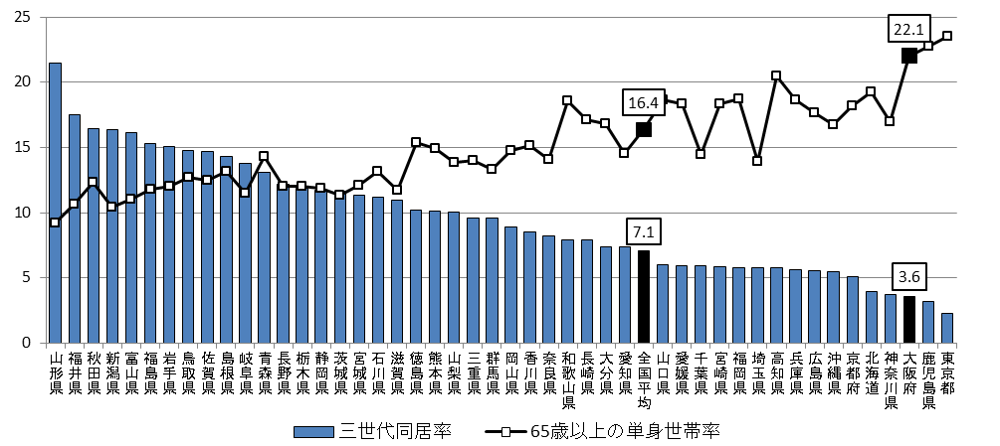 25
20
15
10
5
0
22.1
16.4
7.1
3.6
山形県
福井県
秋田県
新潟県
富山県
福島県
岩手県
鳥取県
佐賀県
島根県
岐阜県
青森県
長野県
栃木県
静岡県
茨城県
宮城県
石川県
滋賀県
徳島県
熊本県
山梨県
三重県
群馬県
岡山県
香川県
奈良県
和歌山県
長崎県
大分県
愛知県
全国平均
山口県
愛媛県
千葉県
宮崎県
福岡県
埼玉県
高知県
兵庫県
広島県
沖縄県
京都府
北海道
神奈川県
大阪府
鹿児島県
東京都
三世代同居率
65歳以上の単身世帯率